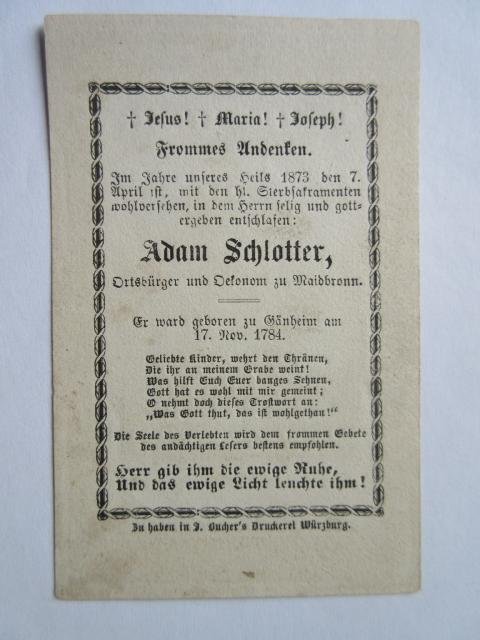 † Jesus! † Maria! † Joseph!
Frommes Andenken.
Im Jahre unseres Heils 1873 den 7.
April ist, mit den hl. Sterbsakramenten
wohlversehen, in dem Herrn selig und gott-
ergeben entschlafen:
Adam Schlotter,
Ortsbürger und Oekonom zu Maidbronn.
Er ward geboren zu Gänheim am
17. Nov. 1784.
Geliebte Kinder, wehrt den Thränen,
Die ihr an meinem Grabe weint!
Was hilft Euch Euer banges Sehnen,
Gott hat es wohl mit mir gemeint;
O nehmt doch dieses Trostwort an:
„Was Gott thut, das ist wohlgethan!“
Die Seele des Verlebten wird dem frommen Gebete
des andächtigen Lesers bestens empfohlen.
Herr gib ihm die ewige Ruhe,
Und das ewige Licht leuchte ihm!
Zu haben in J. Bucher's Druckerei Würzburg.